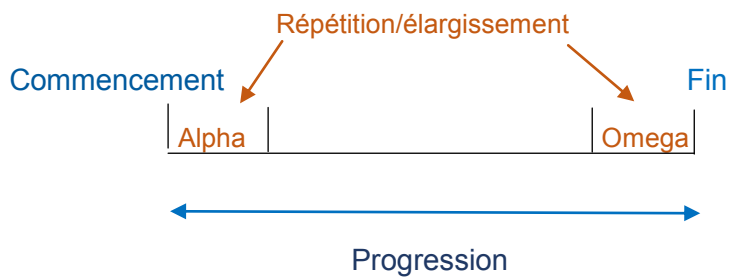 Répétition/élargissement
Commencement
Fin
Alpha
Omega
Progression